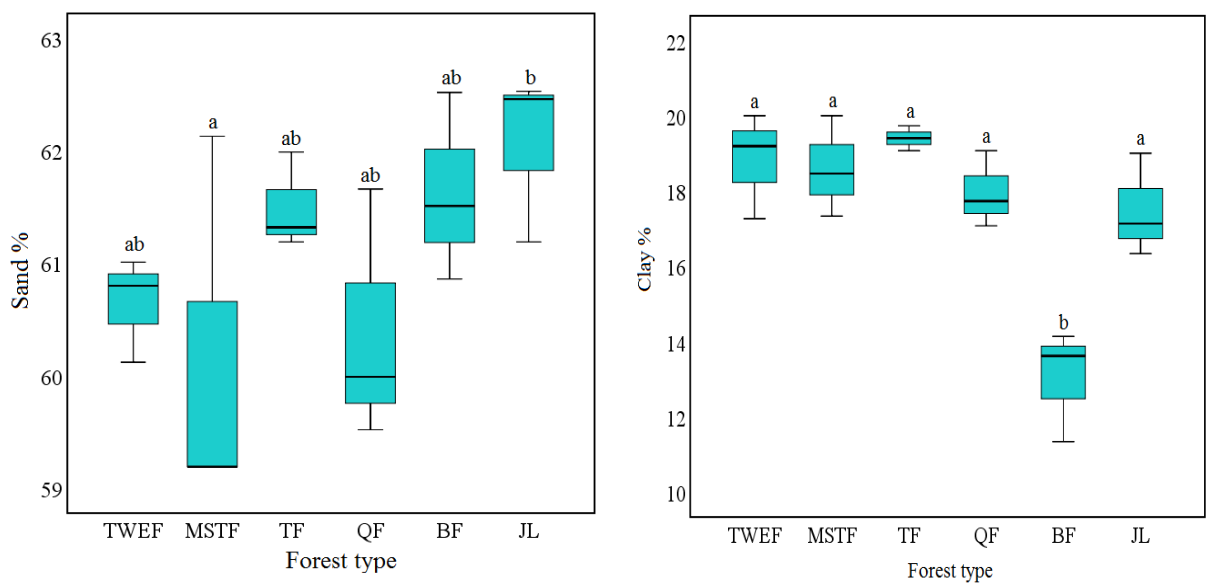 63
62
61
60
59
Sand %
ab
a
ab
ab
ab
b
TWEF MSTF TF QF BF JL
Forest type
22
20
18
16
14
12
10
Clay %
a
a
a
a
b
a
TWEF MSTF TF QF BF JL
Forest type